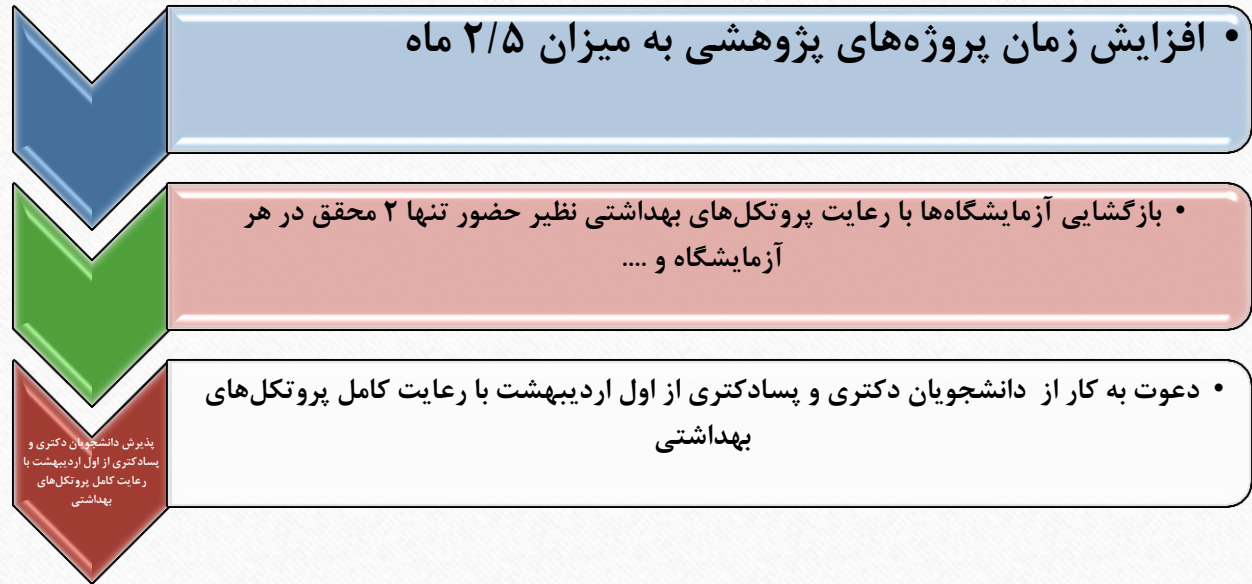 • افزایش زمان پروژه‌های پژوهشی به میزان ۲/۵ ماه
• بازگشایی آزمایشگاه‌ها با رعایت پروتکل‌های بهداشتی نظیر حضور تنها ۲ محقق در هر
آزمایشگاه و ....
• دعوت به کار از دانشجویان دکتری و پسادکتری از اول اردیبهشت با رعایت کامل پروتکل‌های
بهداشتی
پذیرش دانشجویان دکتری و
پسادکتری از اول اردیبهشت با
رعایت کامل پروتکل‌های
بهداشتی